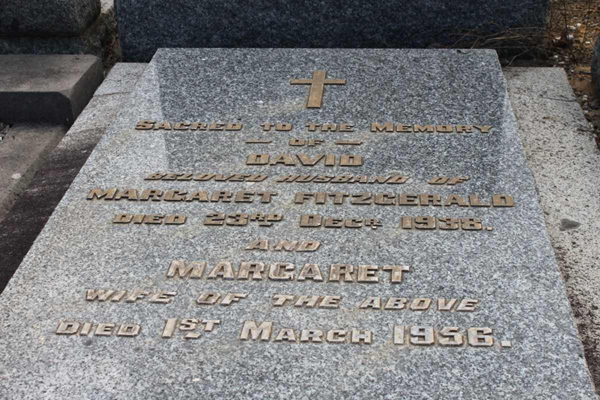 Sacred to the Memory
— of —
David
beloved husband of
Margaret Fitzgerald
died 23rd Decr. 1938.
and
Margaret
wife of the above
Died 1st March 1956.